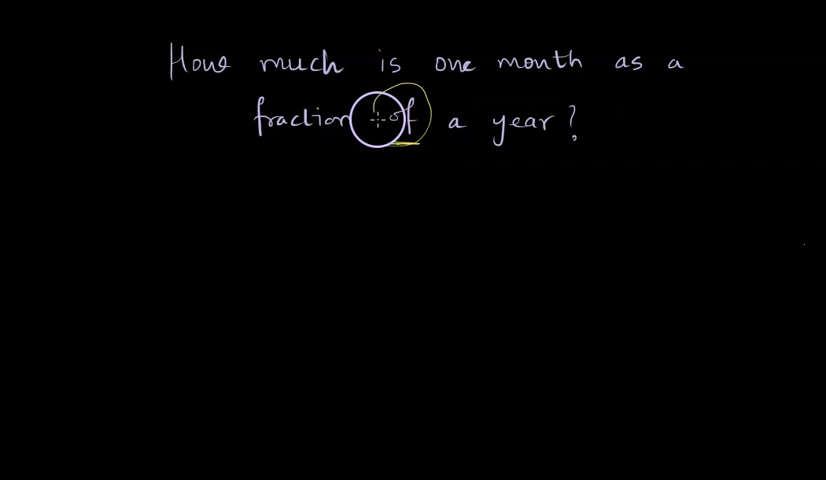 How much is one month as a
fraction of a year?